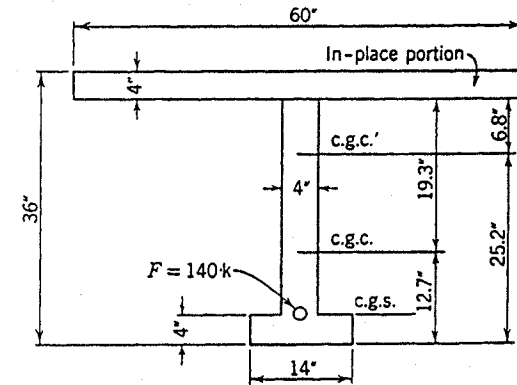 60"
In-place portion
4"
6.8"
c.g.c.'
4"
19.3"
36"
25.2"
c.g.c.
F = 140·k
12.7"
c.g.s.
4"
14"